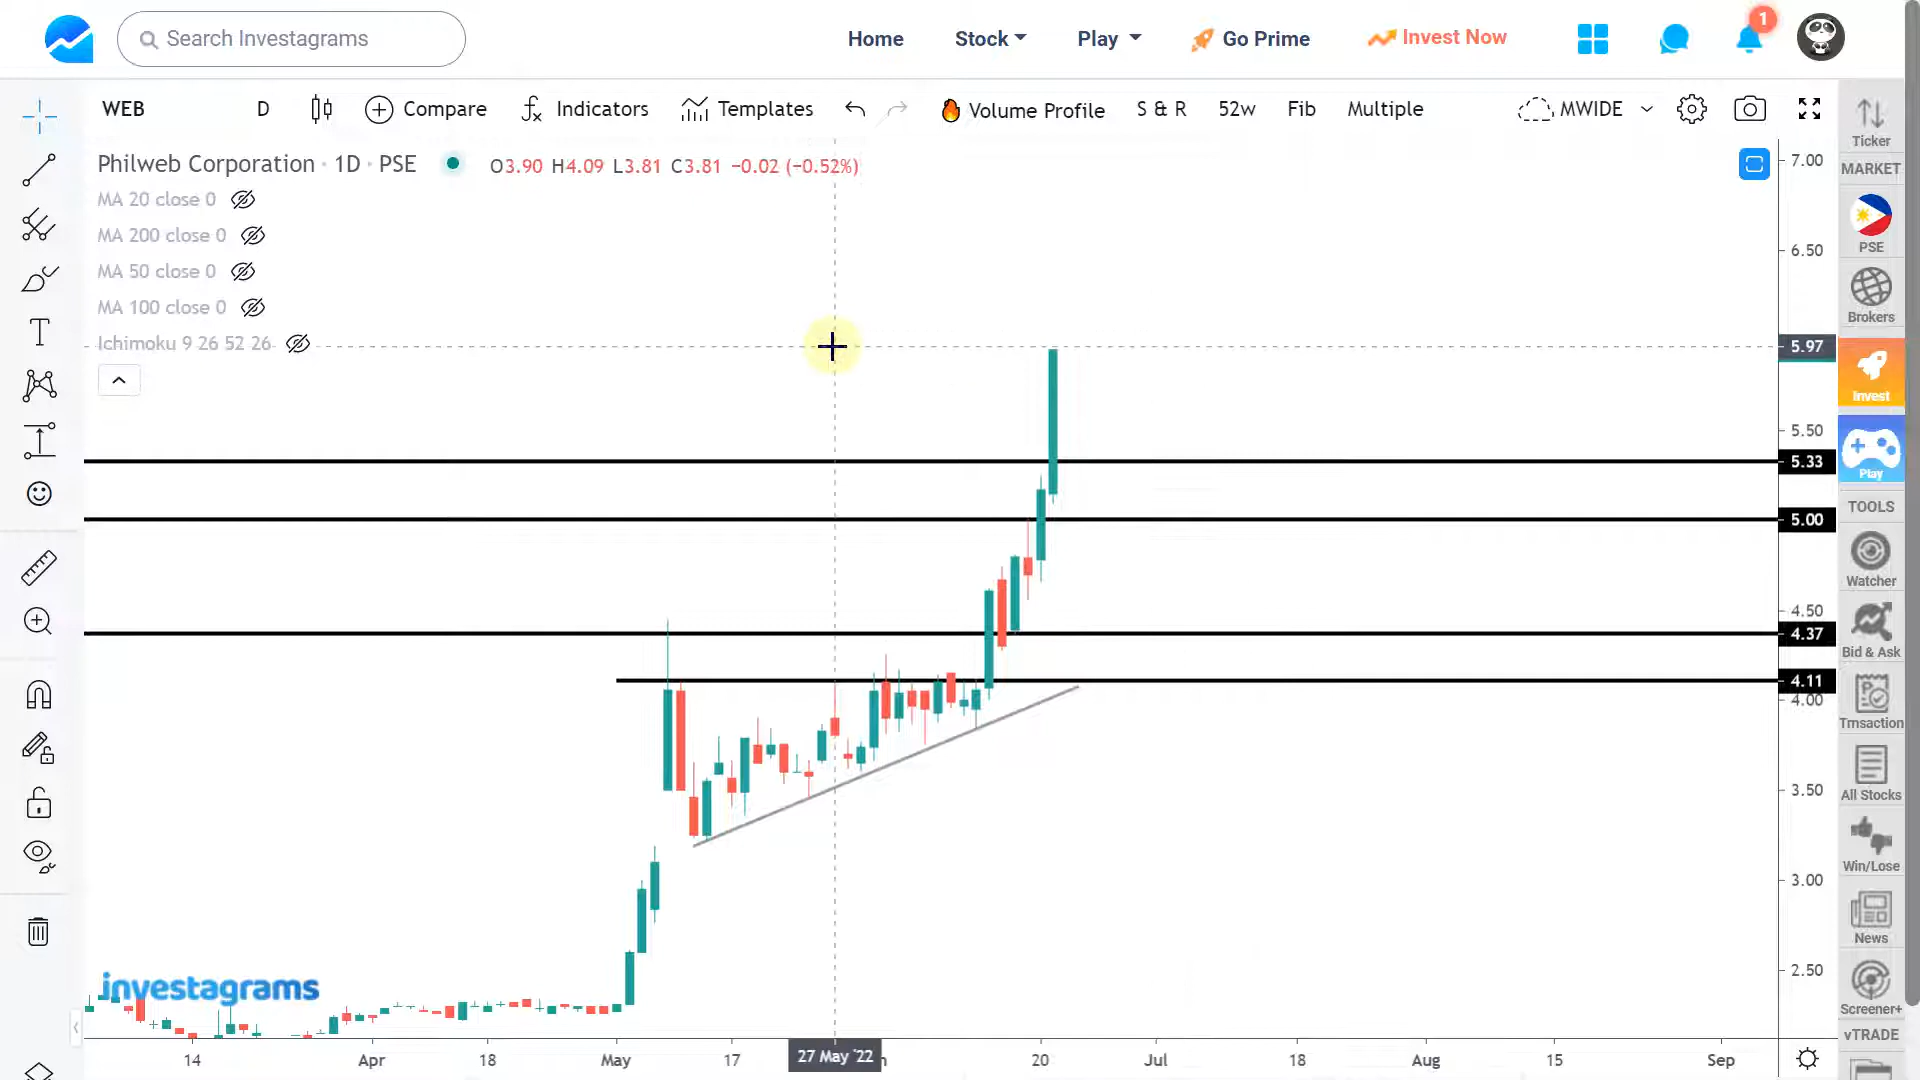 Search Investagrams
Home
Stock
Play
Go Prime
Invest Now
1
WEB
D
Compare
Indicators
Templates
Volume Profile
S & R
52w
Fib
Multiple
MWIDE
Philweb Corporation · 1D · PSE
O3.90 H4.09 L3.81 C3.81 −0.02 (−0.52%)
MA 20 close 0
MA 200 close 0
MA 50 close 0
MA 100 close 0
Ichimoku 9 26 52 26
7.00
6.50
5.97
5.50
5.33
5.00
4.50
4.37
4.11
4.00
3.50
3.00
2.50
investagrams
14
Apr
18
May
17
27 May '22
20
Jul
18
Aug
15
Sep
Ticker
MARKET
PSE
Brokers
Invest
Play
TOOLS
Watcher
Bid & Ask
Trnsaction
All Stocks
Win/Lose
News
Screener+
vTRADE